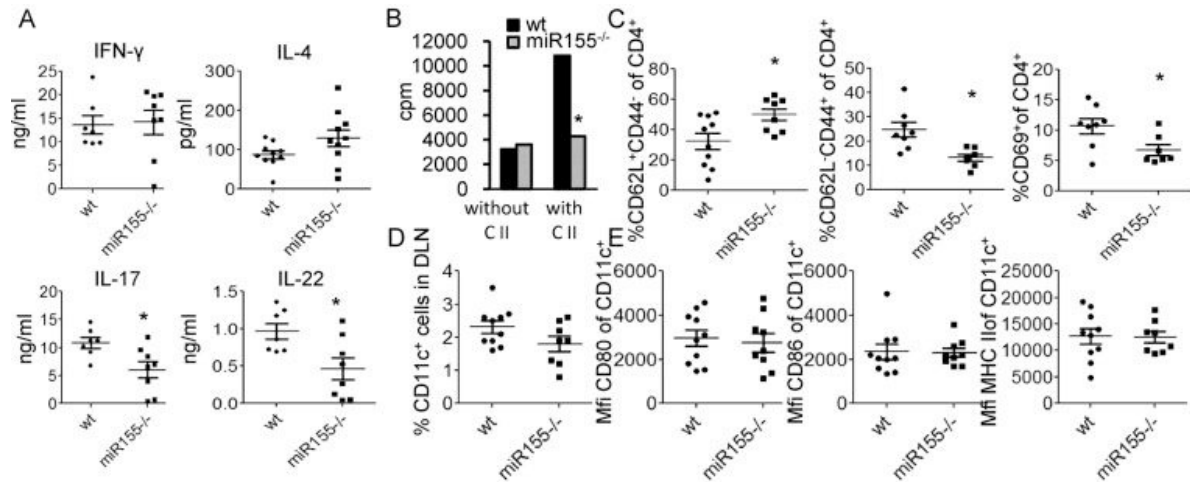 A
IFN-γ
ng/ml
25
20
15
10
5
0
wt
miR155-/-
IL-4
pg/ml
300
200
100
0
wt
miR155-/-
IL-17
ng/ml
20
15
10
5
0
wt
miR155-/-
*
IL-22
ng/ml
1.5
1.0
0.5
0.0
wt
miR155-/-
*
B
wt
miR155-/-
cpm
12000
10000
8000
6000
4000
2000
0
*
without
C II
with
C II
C
%CD62L+CD44- of CD4+
80
60
40
20
0
*
wt
miR155-/-
%CD62L-CD44+ of CD4+
50
40
30
20
10
0
*
wt
miR155-/-
%CD69+of CD4+
20
15
10
5
0
*
wt
miR155-/-
D
% CD11c+ cells in DLN
4
3
2
1
0
wt
miR155-/-
E
Mfi CD80 of CD11c+
6000
4000
2000
0
wt
miR155-/-
Mfi CD86 of CD11c+
6000
4000
2000
0
wt
miR155-/-
Mfi MHC IIof CD11c+
25000
20000
15000
10000
5000
0
wt
miR155-/-